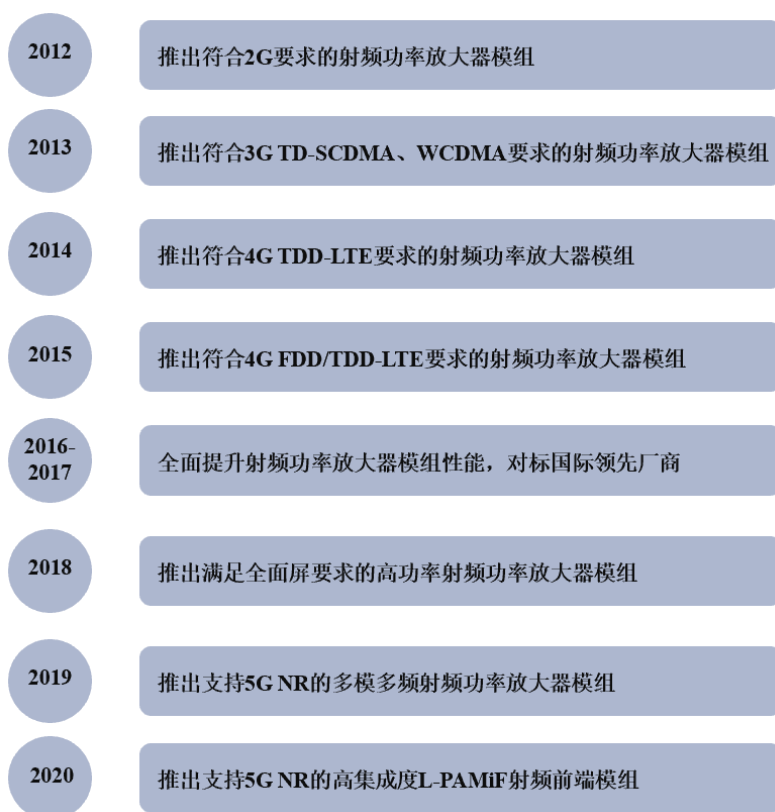 2012
推出符合2G要求的射频功率放大器模组
2013
推出符合3G TD-SCDMA、WCDMA要求的射频功率放大器模组
2014
推出符合4G TDD-LTE要求的射频功率放大器模组
2015
推出符合4G FDD/TDD-LTE要求的射频功率放大器模组
2016-
2017
全面提升射频功率放大器模组性能，对标国际领先厂商
2018
推出满足全面屏要求的高功率射频功率放大器模组
2019
推出支持5G NR的多模多频射频功率放大器模组
2020
推出支持5G NR的高集成度L-PAMiF射频前端模组